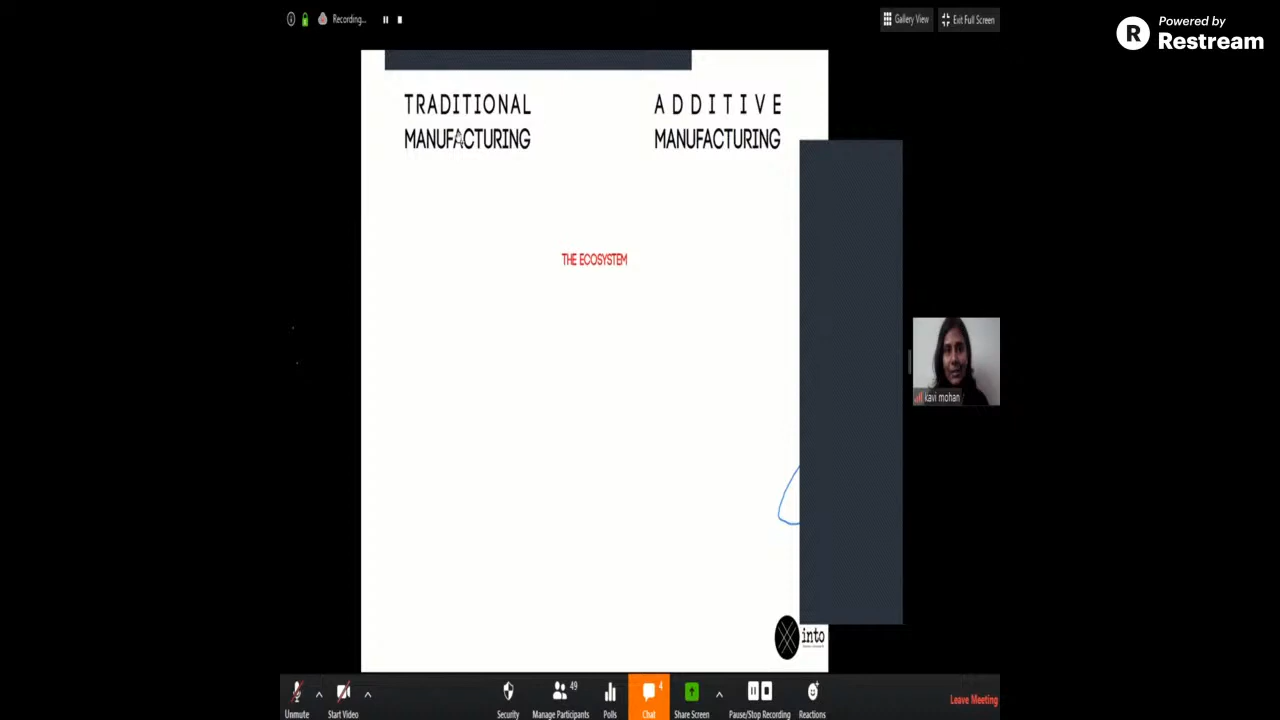 Recording...
Gallery View
Exit Full Screen
Powered by
R Restream
TRADITIONAL
MANUFACTURING
ADDITIVE
MANUFACTURING
THE ECOSYSTEM
kavi mohan
into
Unmute
Start Video
Security
49
Manage Participants
Polls
4
Chat
Share Screen
Pause/Stop Recording
Reactions
Leave Meeting